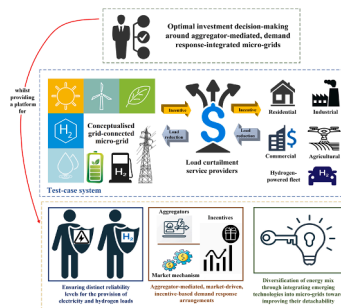 Optimal investment decision-making
around aggregator-mediated, demand
response-integrated micro-grids
whilst
providing
a platform
for
Incentive
Incentive
Residential
Industrial
Conceptualised
grid-connected
micro-grid
H₂
Load
reduction
Load
reduction
Commercial
Agricultural
Load curtailment
service providers
Hydrogen-
powered fleet
H₂
Test-case system
Aggregators
Incentives
Market mechanism
Ensuring distinct reliability
levels for the provision of
electricity and hydrogen loads
Aggregator-mediated, market-driven,
incentive-based demand response
arrangements
Diversification of energy mix
through integrating emerging
technologies into micro-grids towards
improving their detachability